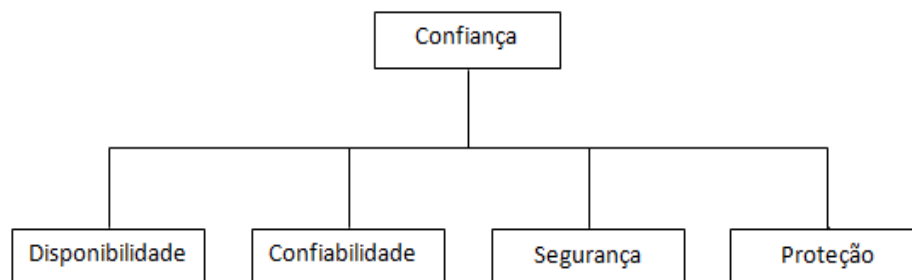 Confiança
Disponibilidade
Confiabilidade
Segurança
Proteção